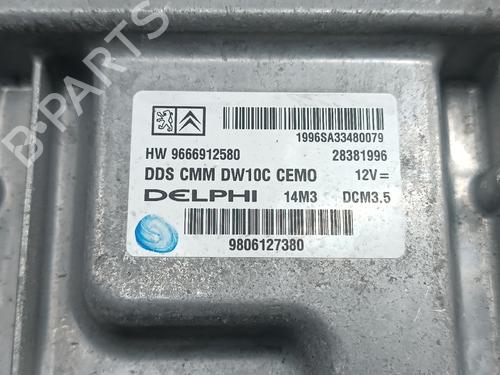 B-PARTS
1996SA33480079
HW 9666912580 28381996
DDS CMM DW10C CEMO 12V=
DELPHI 14M3 DCM3.5
9806127380